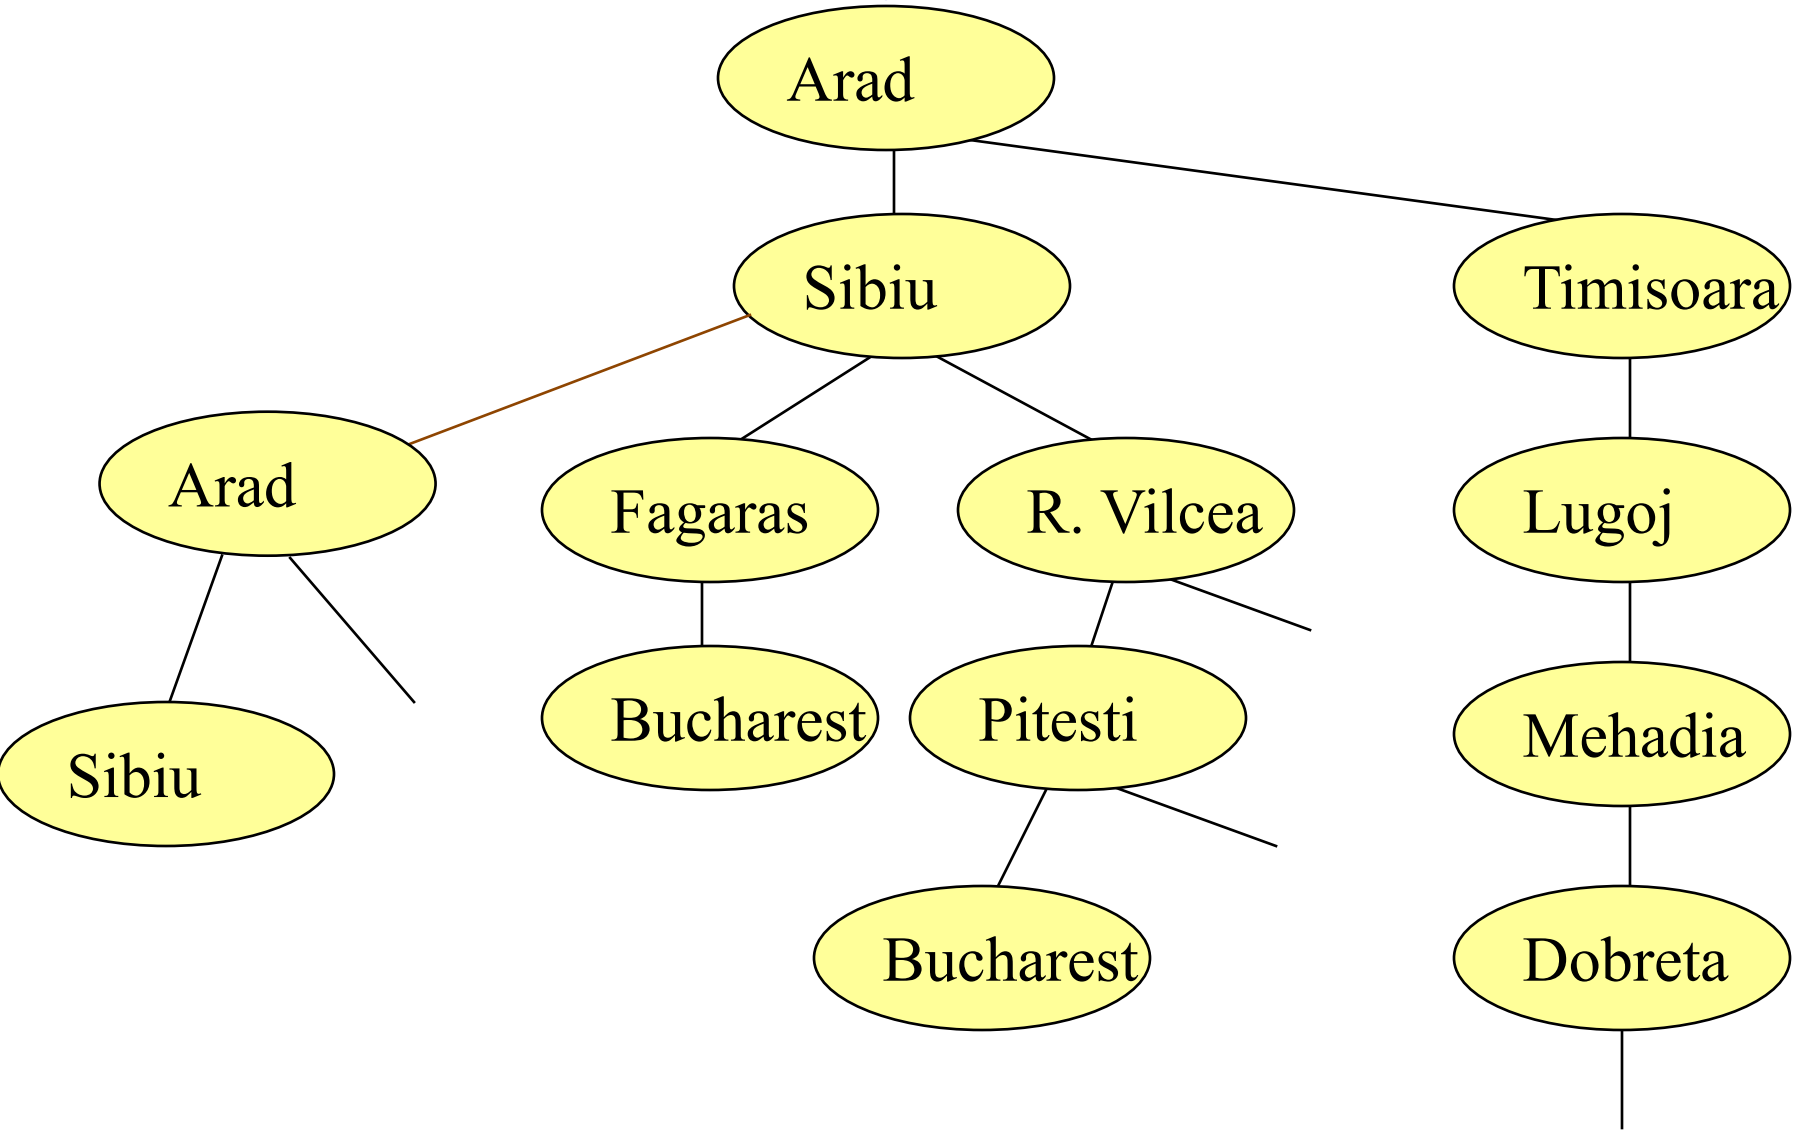 Arad
Sibiu
Timisoara
Arad
Fagaras
R. Vilcea
Lugoj
Sibiu
Bucharest
Pitesti
Mehadia
Bucharest
Dobreta